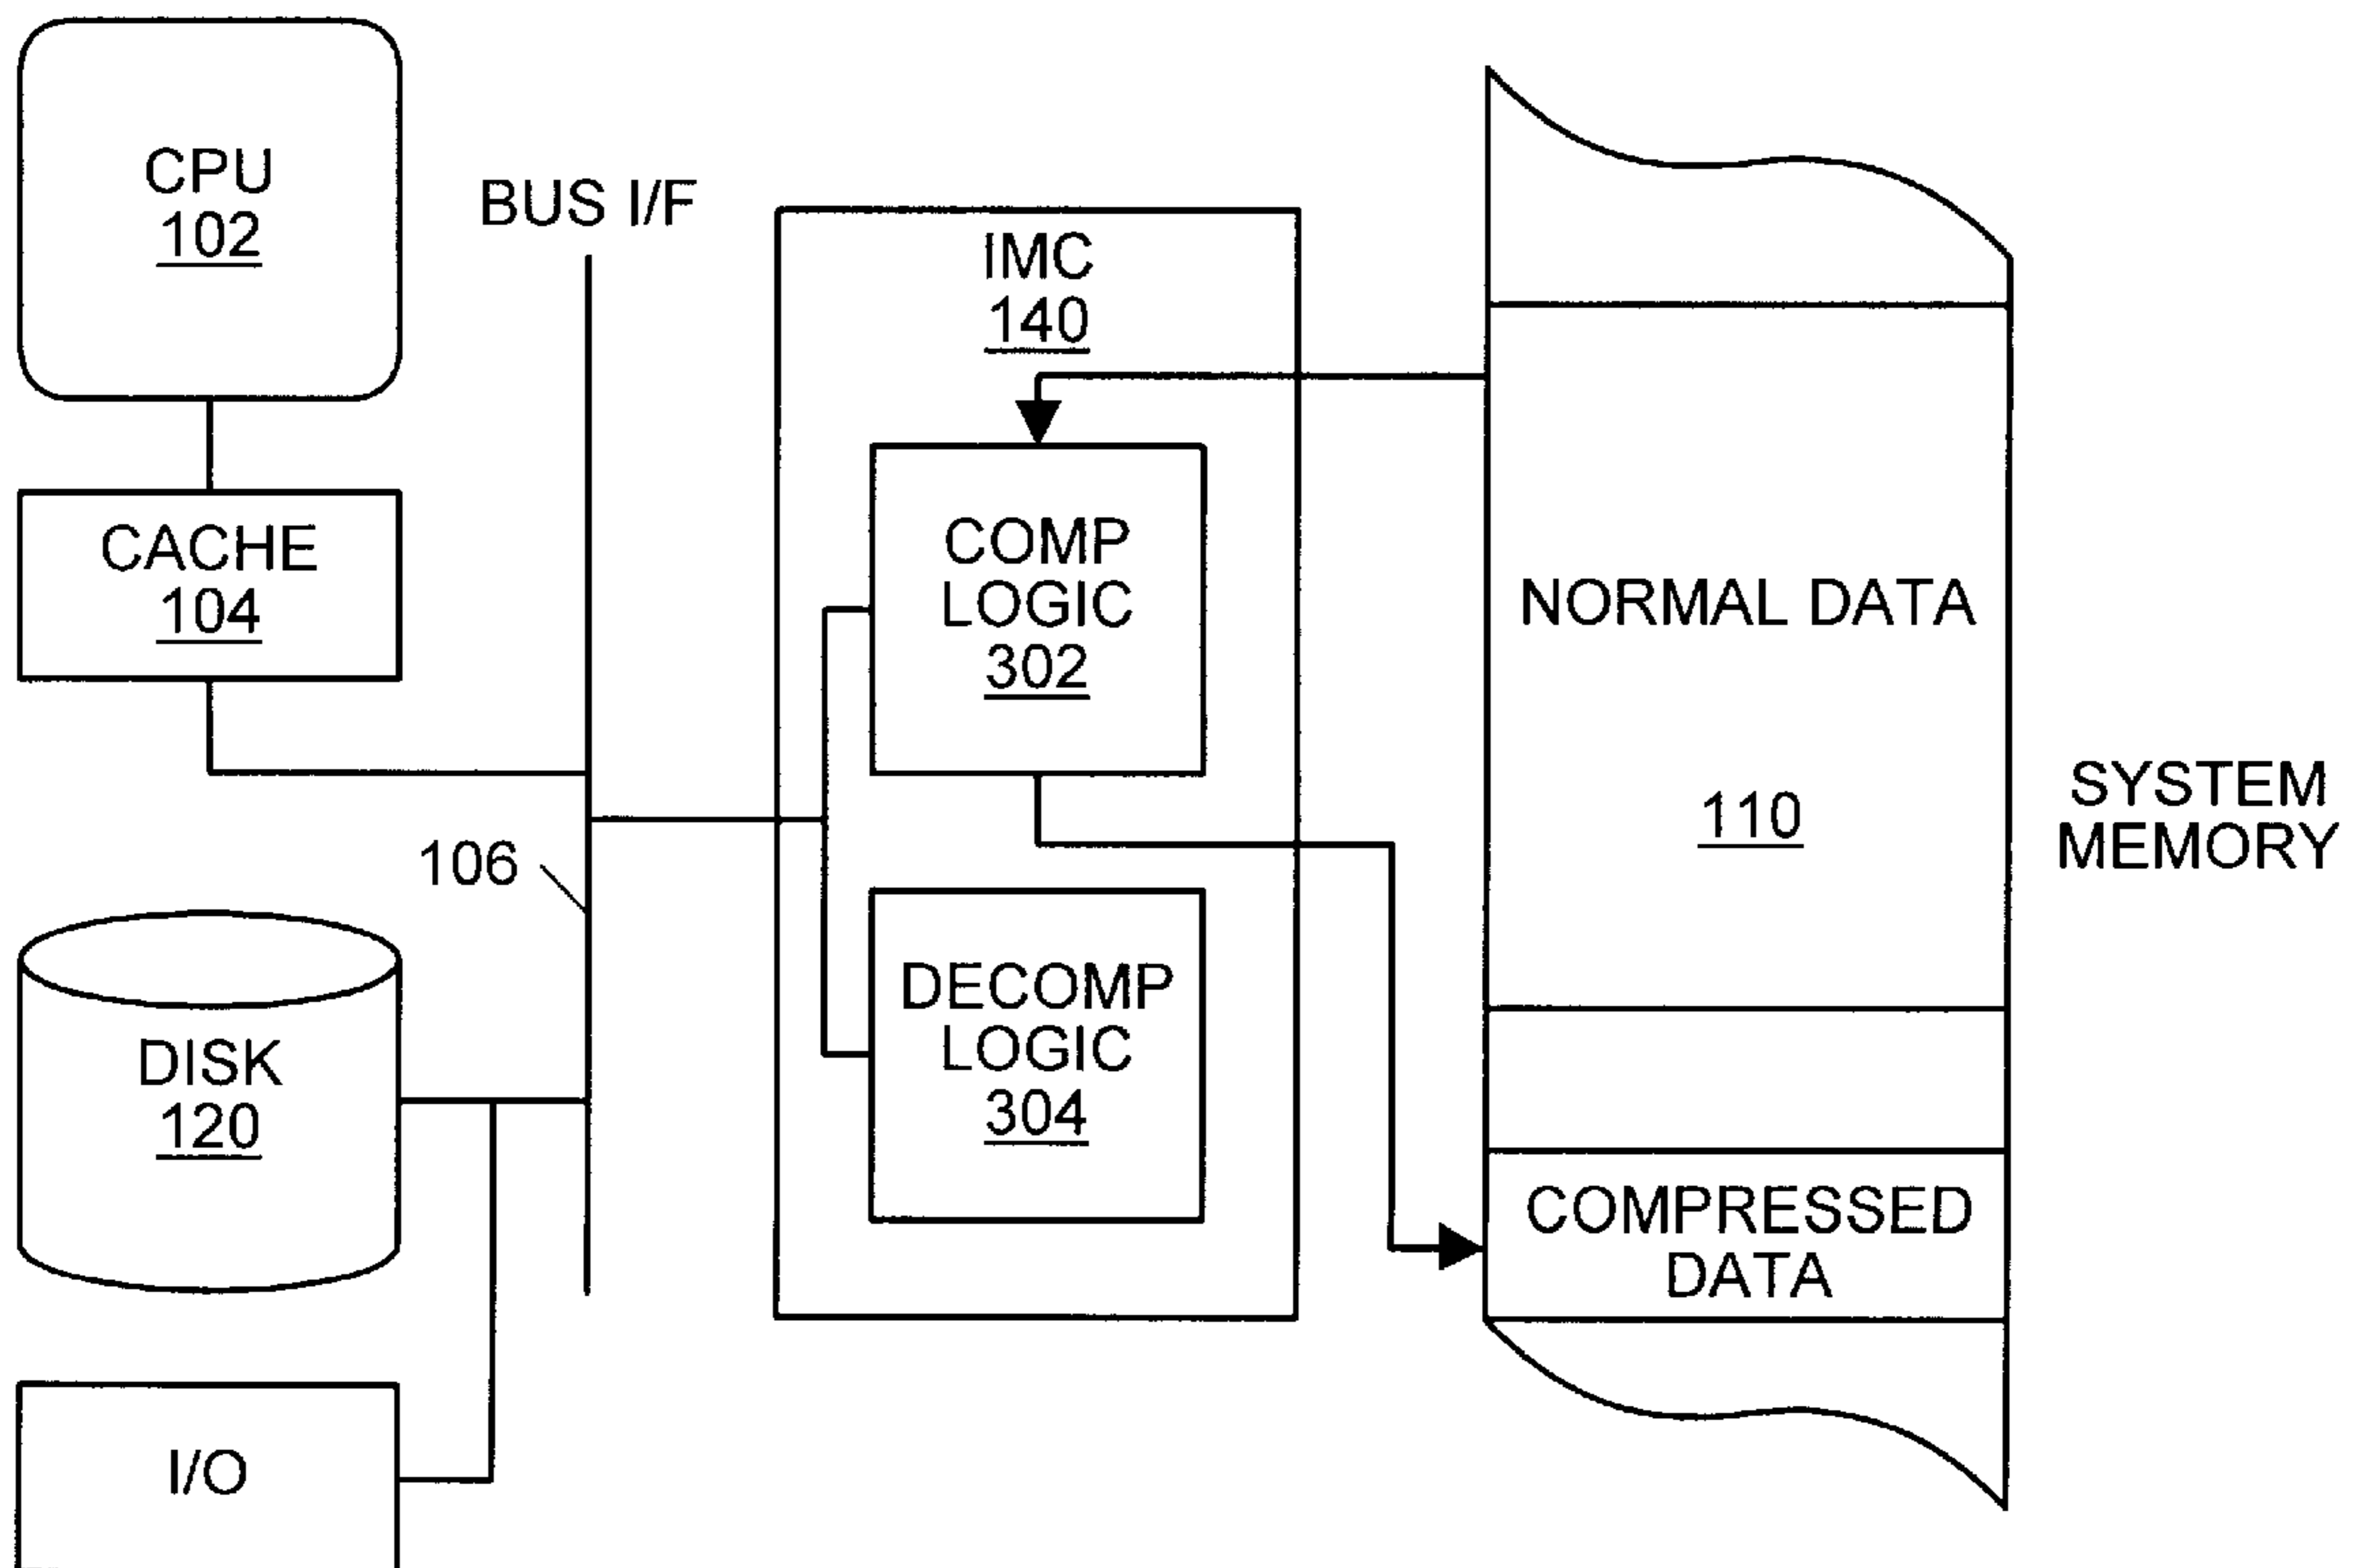 CPU
102
BUS I/F
IMC
140
CACHE
104
COMP
LOGIC
302
NORMAL DATA
110
SYSTEM
MEMORY
106
DECOMP
LOGIC
304
DISK
120
COMPRESSED
DATA
I/O